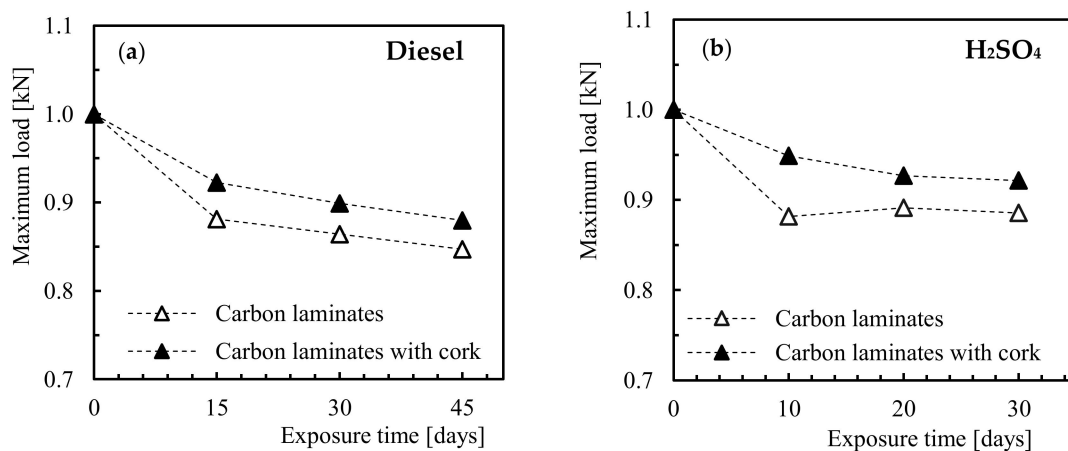 (a) Diesel
Maximum load [kN]
1.1
1.0
0.9
0.8
0.7
Carbon laminates
Carbon laminates with cork
0 15 30 45
Exposure time [days]
(b) H₂SO₄
Maximum load [kN]
1.1
1.0
0.9
0.8
0.7
Carbon laminates
Carbon laminates with cork
0 10 20 30
Exposure time [days]